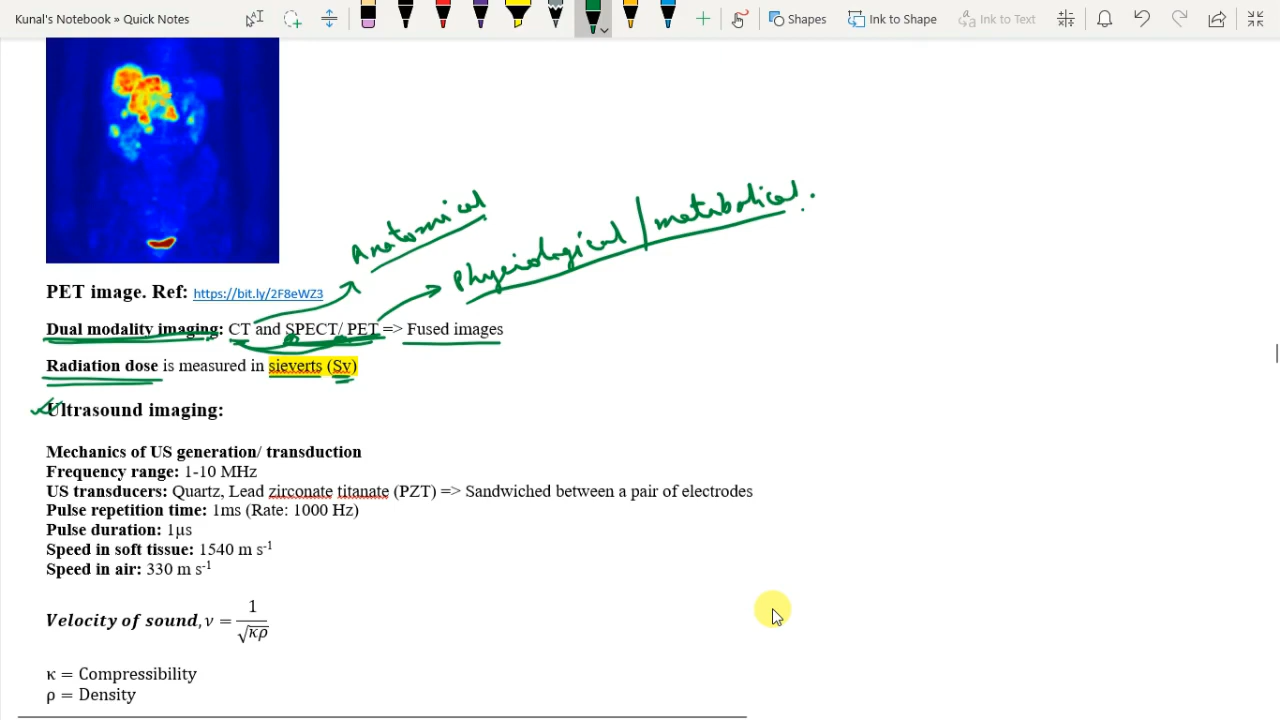 Kunal's Notebook » Quick Notes
Shapes
Ink to Shape
Ink to Text
Anatomical
Physiological / metabolical.
PET image. Ref: https://bit.ly/2F8eWZ3
Dual modality imaging: CT and SPECT/ PET => Fused images
Radiation dose is measured in sieverts (Sv)
Ultrasound imaging:
Mechanics of US generation/ transduction
Frequency range: 1-10 MHz
US transducers: Quartz, Lead zirconate titanate (PZT) => Sandwiched between a pair of electrodes
Pulse repetition time: 1ms (Rate: 1000 Hz)
Pulse duration: 1µs
Speed in soft tissue: 1540 m s⁻¹
Speed in air: 330 m s⁻¹
Velocity of sound, v = 1/√κρ
κ = Compressibility
ρ = Density